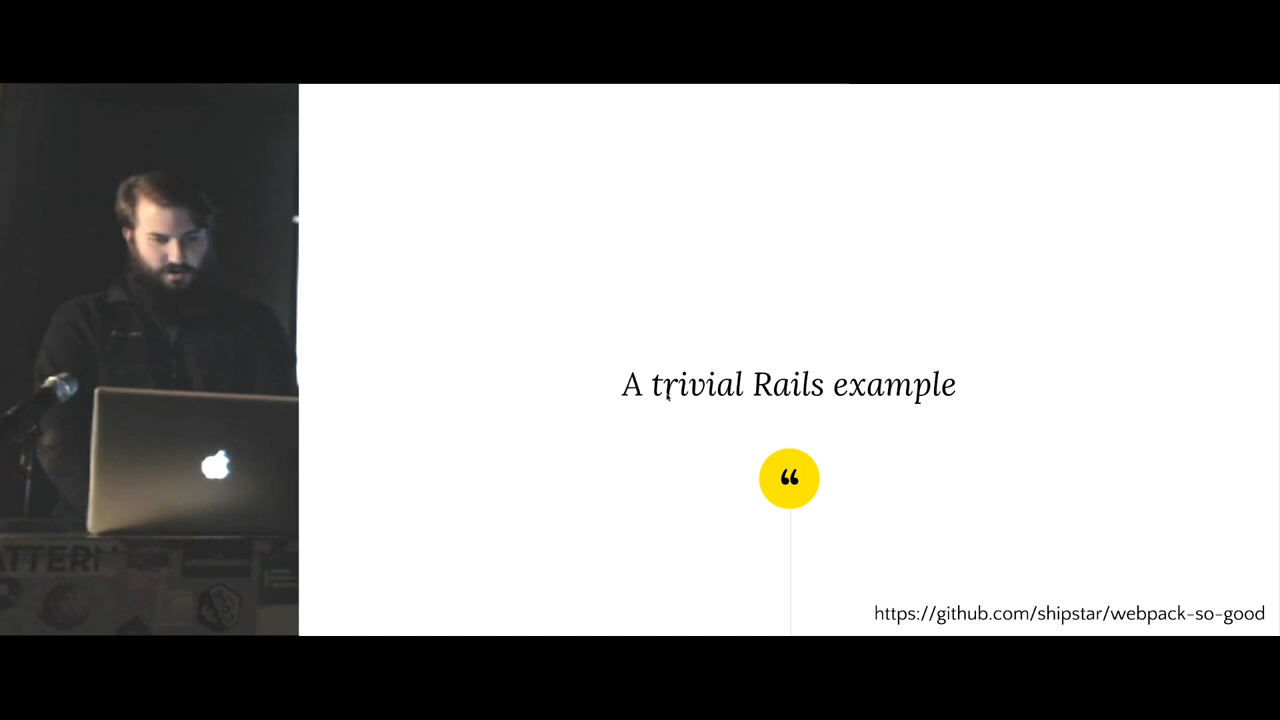 A trivial Rails example
“
https://github.com/shipstar/webpack-so-good